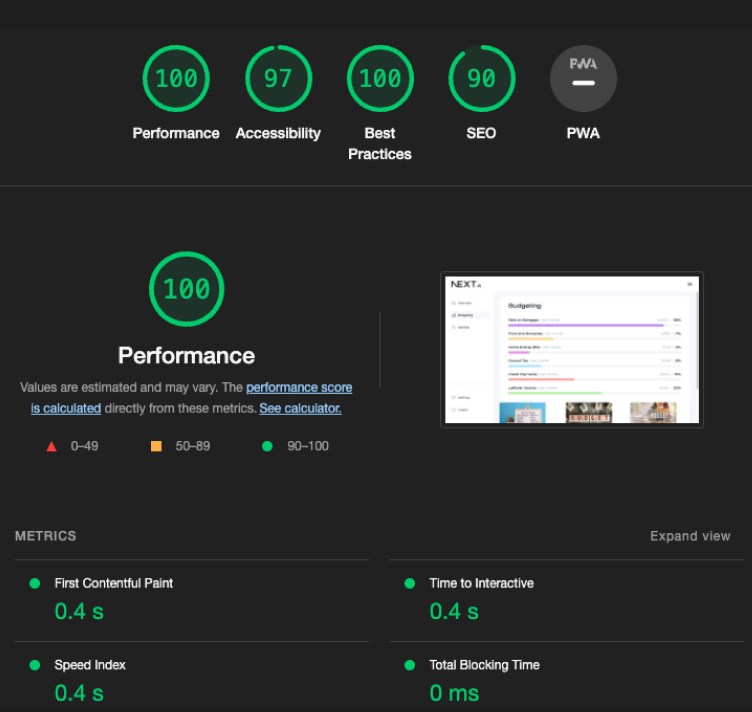 100 97 100 90 PWA
Performance Accessibility Best Practices SEO PWA
100
Performance
Values are estimated and may vary. The performance score
is calculated directly from these metrics. See calculator.
0–49 50–89 90–100
NEXT
Budgeting
METRICS Expand view
First Contentful Paint
0.4 s
Time to Interactive
0.4 s
Speed Index
0.4 s
Total Blocking Time
0 ms